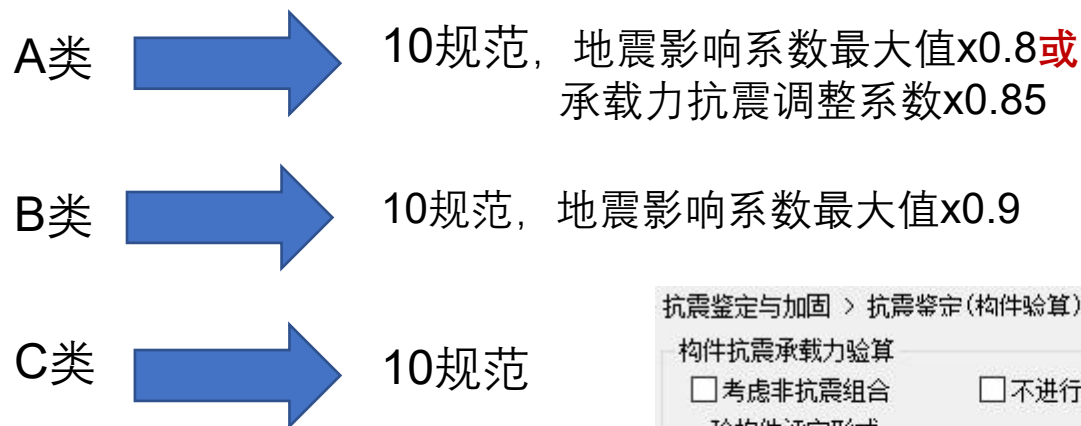 A类
10规范，地震影响系数最大值x0.8或
承载力抗震调整系数x0.85
B类
10规范，地震影响系数最大值x0.9
C类
10规范
抗震鉴定与加固 > 抗震鉴定(构件验算)
构件抗震承载力验算
考虑非抗震组合 不进行